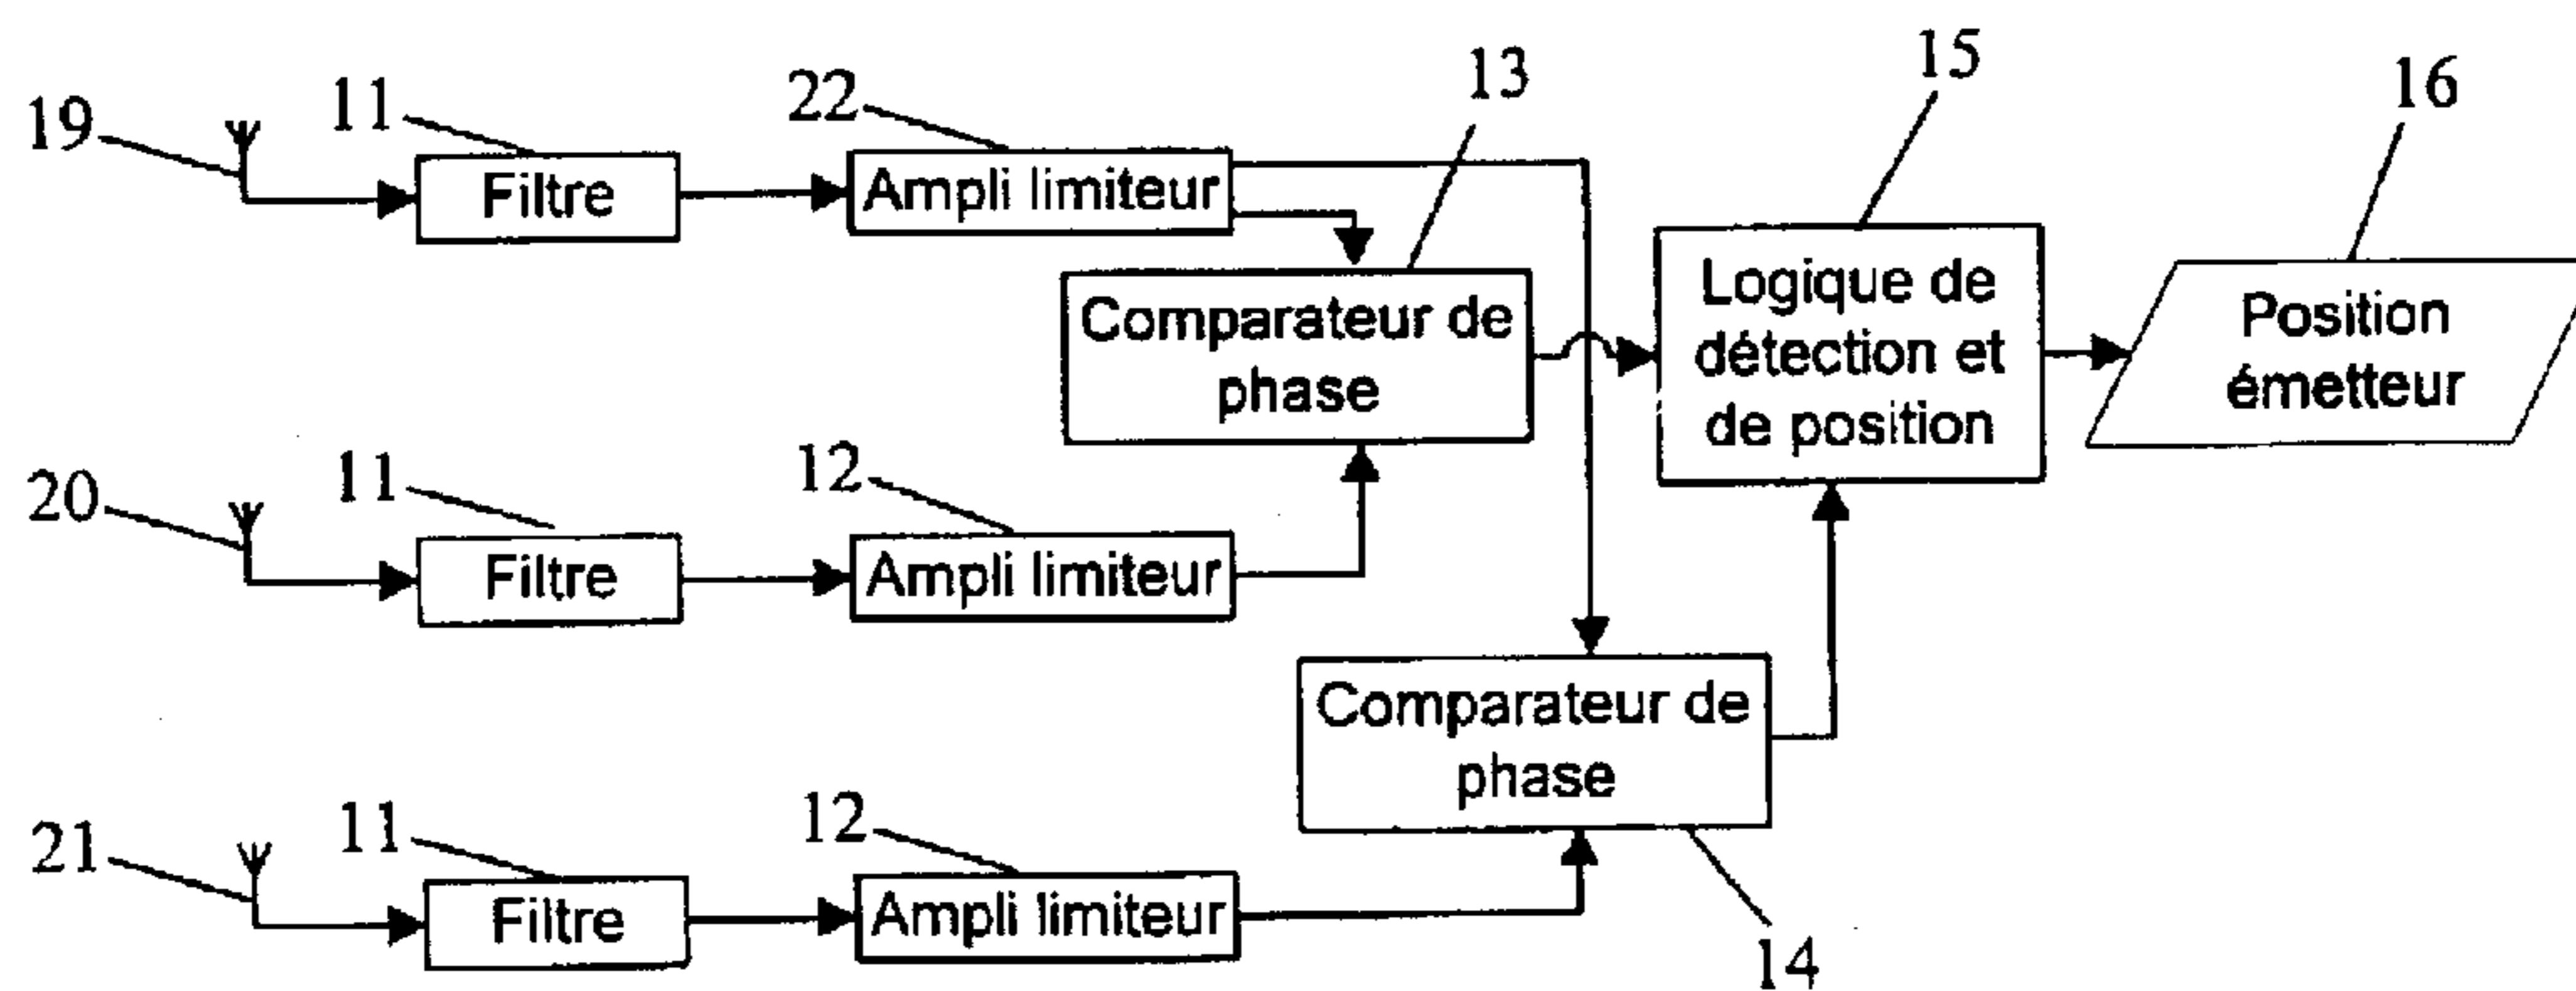 19
11
Filtre
22
Ampli limiteur
13
Comparateur de
phase
15
Logique de
détection et
de position
16
Position
émetteur
20
11
Filtre
12
Ampli limiteur
Comparateur de
phase
14
21
11
Filtre
12
Ampli limiteur